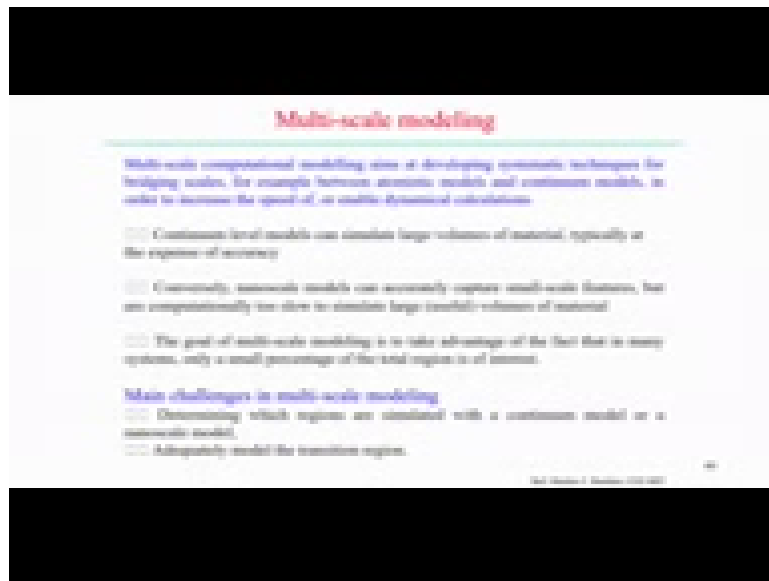 Multi-scale modeling
Multi-scale computational modelling aims at developing systematic techniques for
bridging scales, for example between atomistic models and continuum models, in
order to increase the speed of, or enable dynamical calculations
Continuum level models can simulate large volumes of material, typically at
the expense of accuracy
Conversely, nanoscale models can accurately capture small-scale features, but
are computationally too slow to simulate large (useful) volumes of material
The goal of multi-scale modeling is to take advantage of the fact that in many
systems, only a small percentage of the total region is of interest.
Main challenges in multi-scale modeling
Determining which regions are simulated with a continuum model or a
nanoscale model.
Adequately model the transition region.